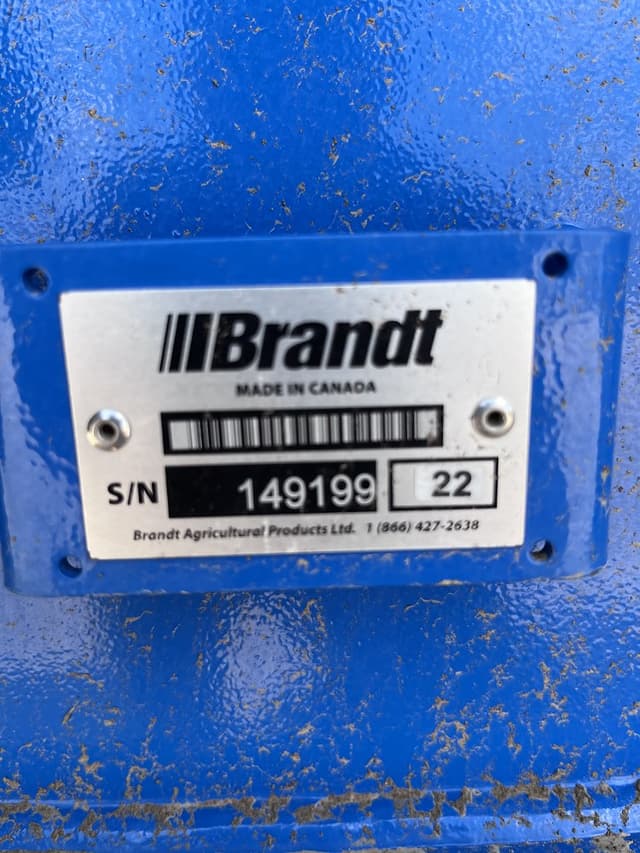 Brandt
MADE IN CANADA
S/N 149199 22
Brandt Agricultural Products Ltd. 1 (866) 427-2638